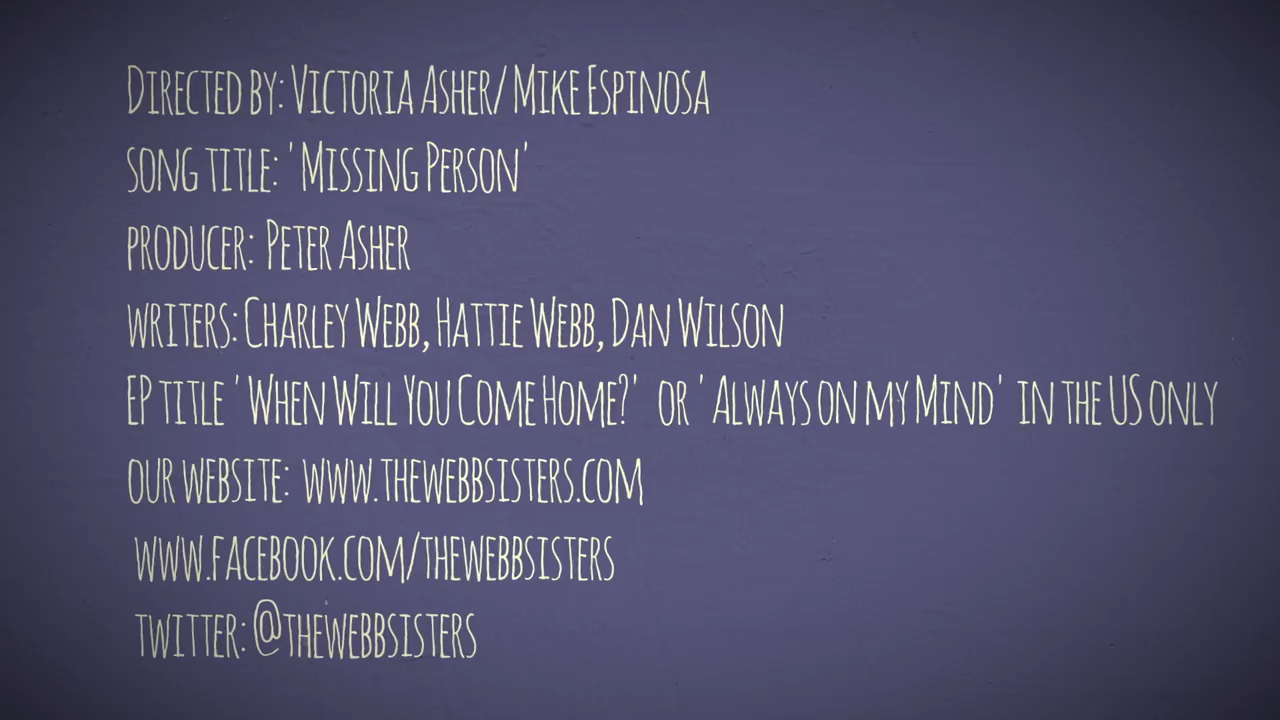 Directed by: Victoria Asher/ Mike Espinosa
song title: 'Missing Person'
producer: Peter Asher
writers: Charley Webb, Hattie Webb, Dan Wilson
EP title 'When Will You Come Home?' or 'Always on my Mind' in the US only
our website: www.thewebbsisters.com
www.facebook.com/thewebbsisters
twitter: @thewebbsisters